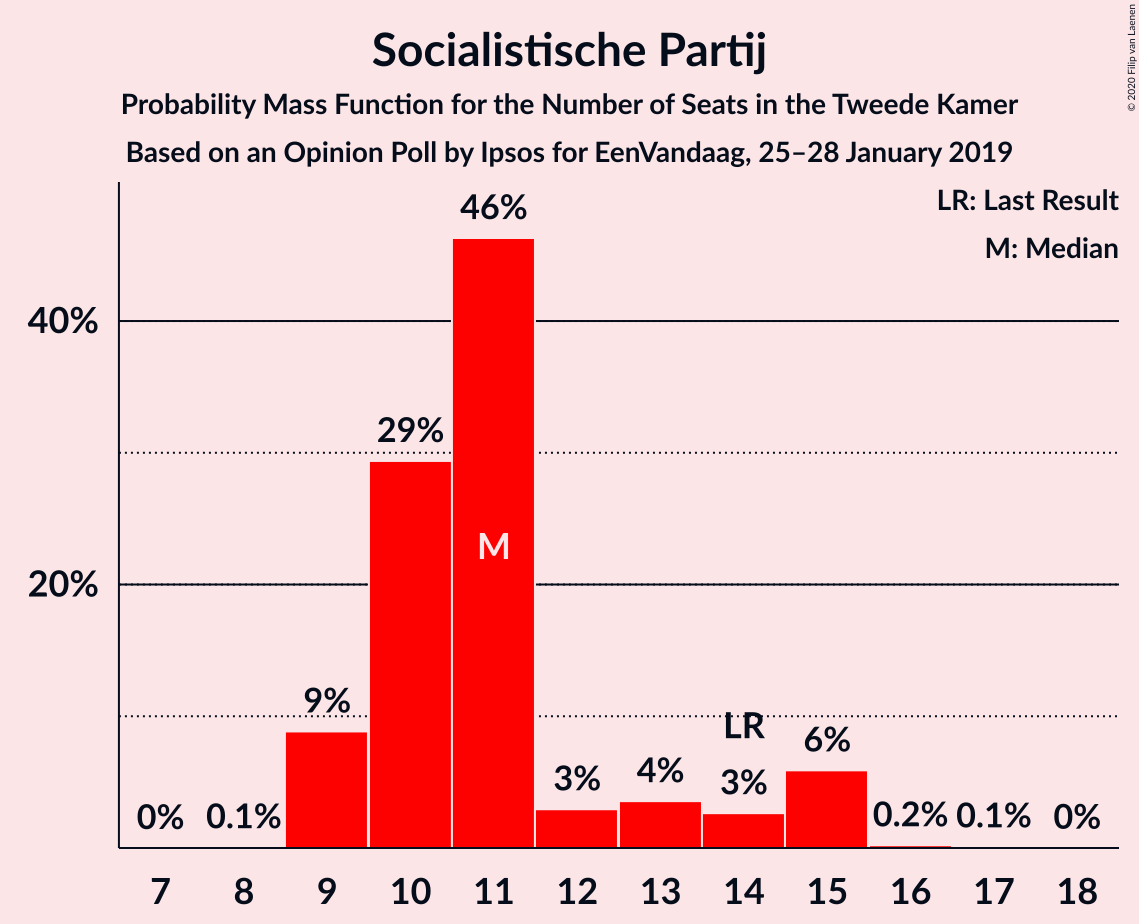 Socialistische Partij
Probability Mass Function for the Number of Seats in the Tweede Kamer
Based on an Opinion Poll by Ipsos for EenVandaag, 25–28 January 2019
© 2020 Filip van Laenen
LR: Last Result
M: Median
40%
20%
0%
0.1%
9%
29%
46%
M
3%
4%
LR
3%
6%
0.2%
0.1%
0%
7 8 9 10 11 12 13 14 15 16 17 18